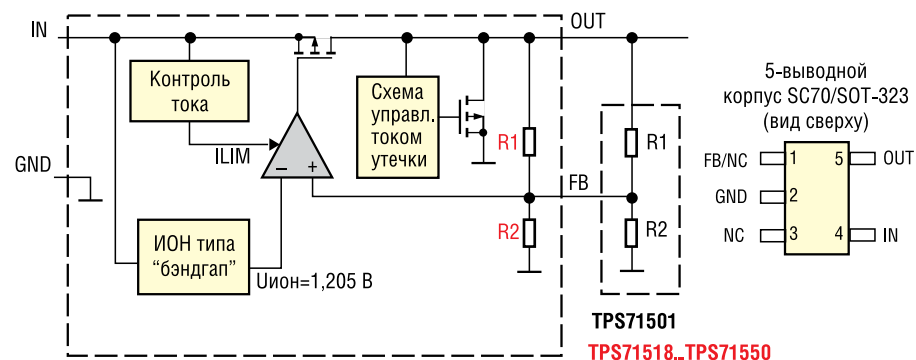 IN
OUT
Контроль
тока
Схема
управл.
током
утечки
5-выводной
корпус SC70/SOT-323
(вид сверху)
R1
R1
ILIM
GND
FB
FB/NC
1
5
OUT
GND
2
NC
3
4
IN
R2
R2
ИОН типа
“бэндгап”
Uион=1,205 В
– +
TPS71501
TPS71518...TPS71550